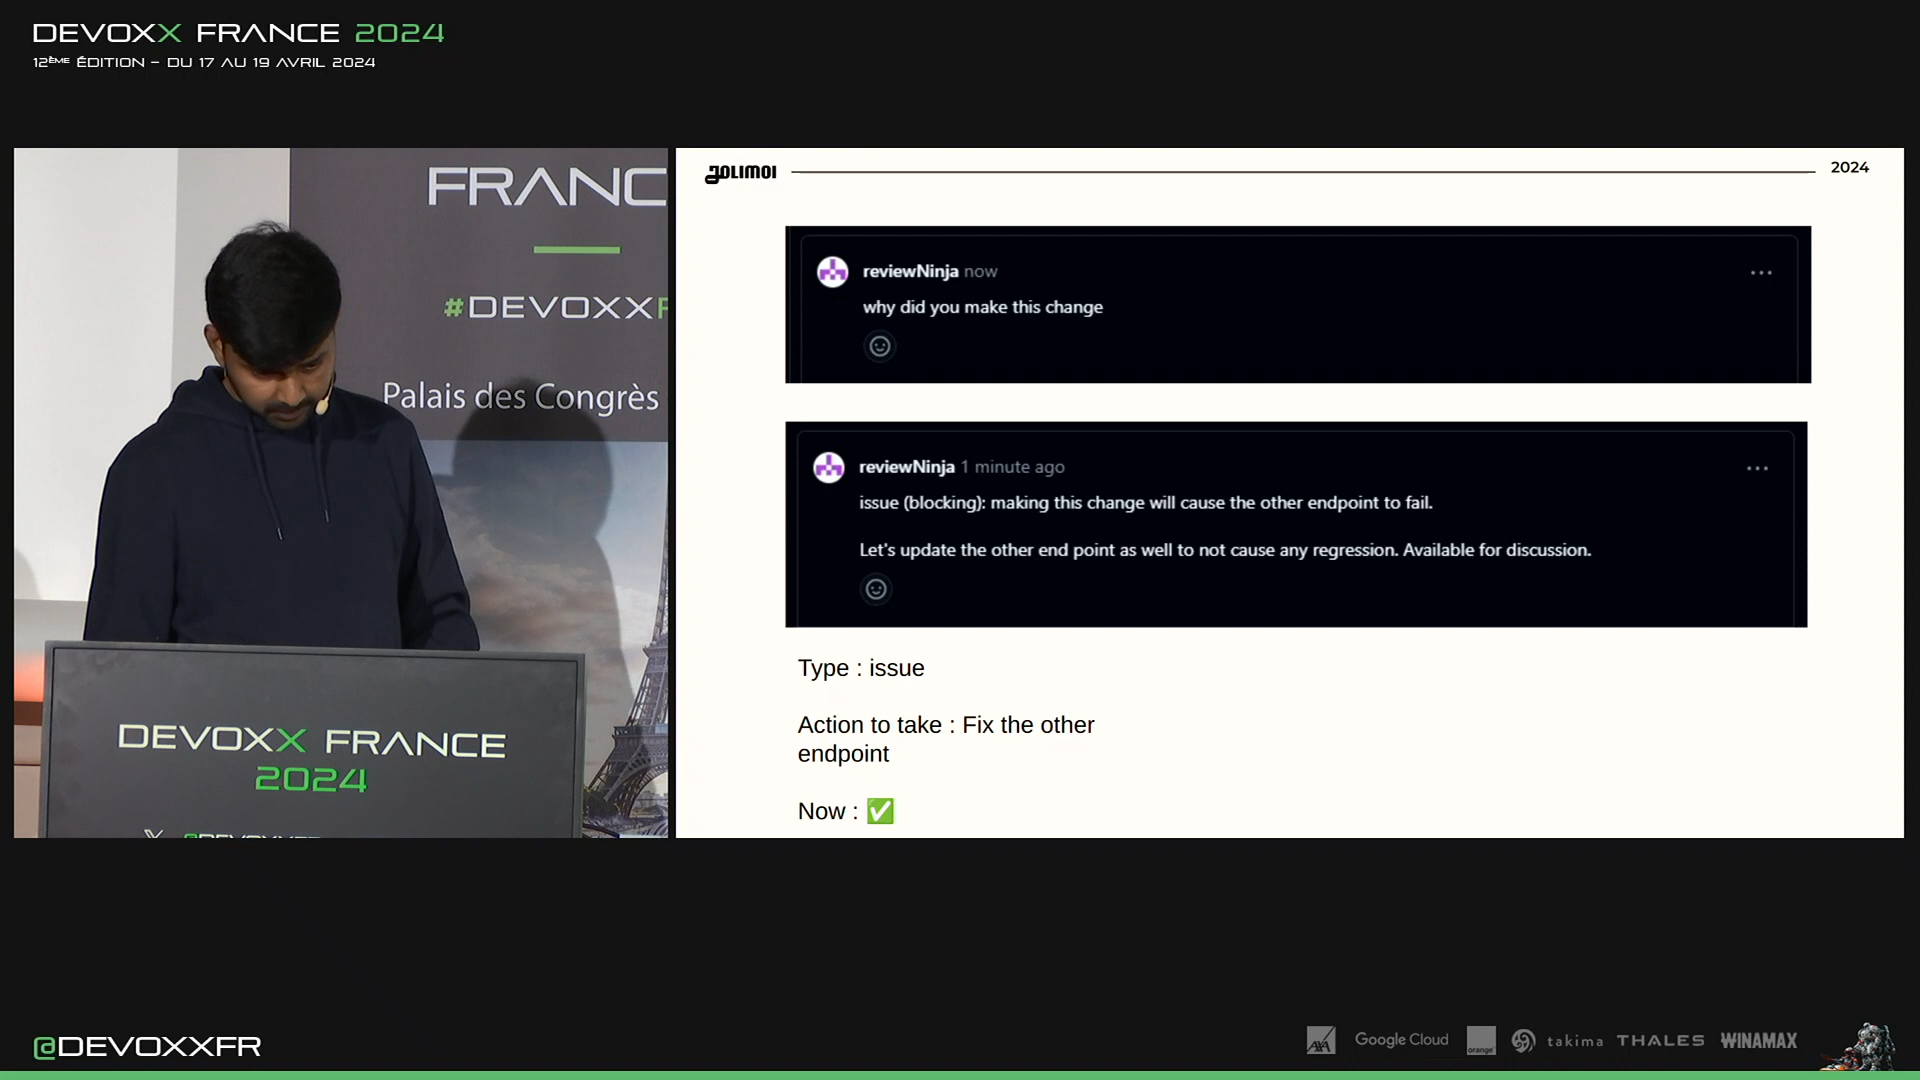 DEVOXX FRANCE 2024
12ÈME ÉDITION - DU 17 AU 19 AVRIL 2024
FRANC
#DEVOXXF
Palais des Congrès
DEVOXX FRANCE
2024
@DEVOXXFR
JOLIMOI
2024
reviewNinja now
why did you make this change
reviewNinja 1 minute ago
issue (blocking): making this change will cause the other endpoint to fail.
Let's update the other end point as well to not cause any regression. Available for discussion.
Type : issue
Action to take : Fix the other
endpoint
Now : ✅
@DEVOXXFR
AXA Google Cloud orange takima THALES WINAMAX